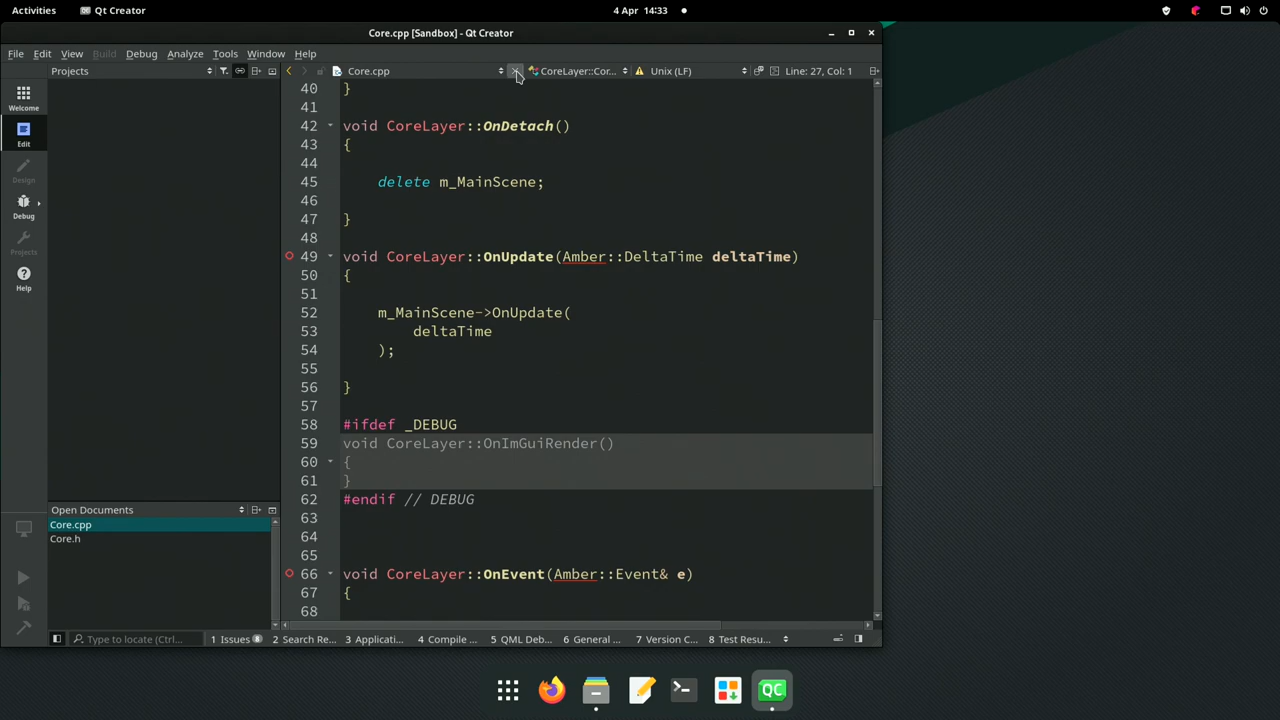 Activities Qt Creator 4 Apr 14:33
Core.cpp [Sandbox] - Qt Creator
File Edit View Build Debug Analyze Tools Window Help
Projects Core.cpp CoreLayer::Cor... Unix (LF) Line: 27, Col: 1
Welcome
Edit
Design
Debug
Projects
Help
40 }
41
42 void CoreLayer::OnDetach()
43 {
44
45 delete m_MainScene;
46
47 }
48
49 void CoreLayer::OnUpdate(Amber::DeltaTime deltaTime)
50 {
51
52 m_MainScene->OnUpdate(
53 deltaTime
54 );
55
56 }
57
58 #ifdef _DEBUG
59 void CoreLayer::OnImGuiRender()
60 {
61 }
62 #endif // DEBUG
63
64
65
66 void CoreLayer::OnEvent(Amber::Event& e)
67 {
68
Open Documents
Core.cpp
Core.h
Type to locate (Ctrl... 1 Issues 8 2 Search Re... 3 Applicati... 4 Compile ... 5 QML Deb... 6 General ... 7 Version C... 8 Test Resu...
QC